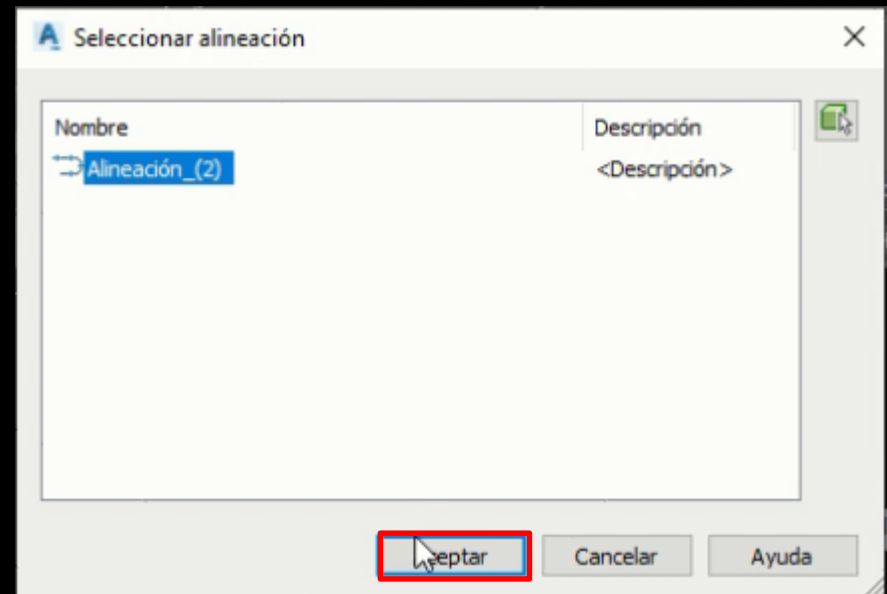 Seleccionar alineación
Nombre Descripción
Alineación_(2) <Descripción>
Cancelar Ayuda